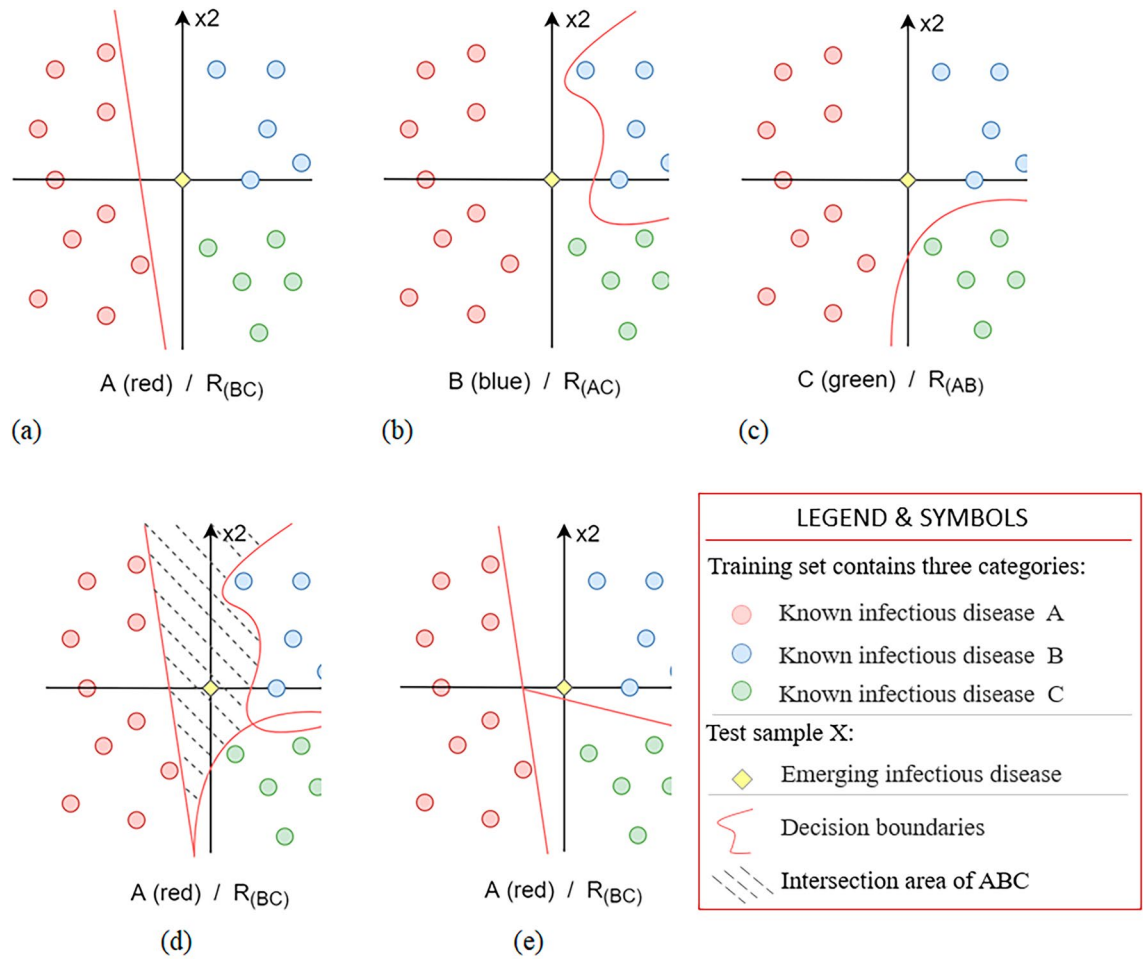 x2
x2
x2
A (red) / R(BC)
B (blue) / R(AC)
C (green) / R(AB)
(a)
(b)
(c)
x2
x2
A (red) / R(BC)
A (red) / R(BC)
(d)
(e)
LEGEND & SYMBOLS
Training set contains three categories:
Known infectious disease A
Known infectious disease B
Known infectious disease C
Test sample X:
Emerging infectious disease
Decision boundaries
Intersection area of ABC